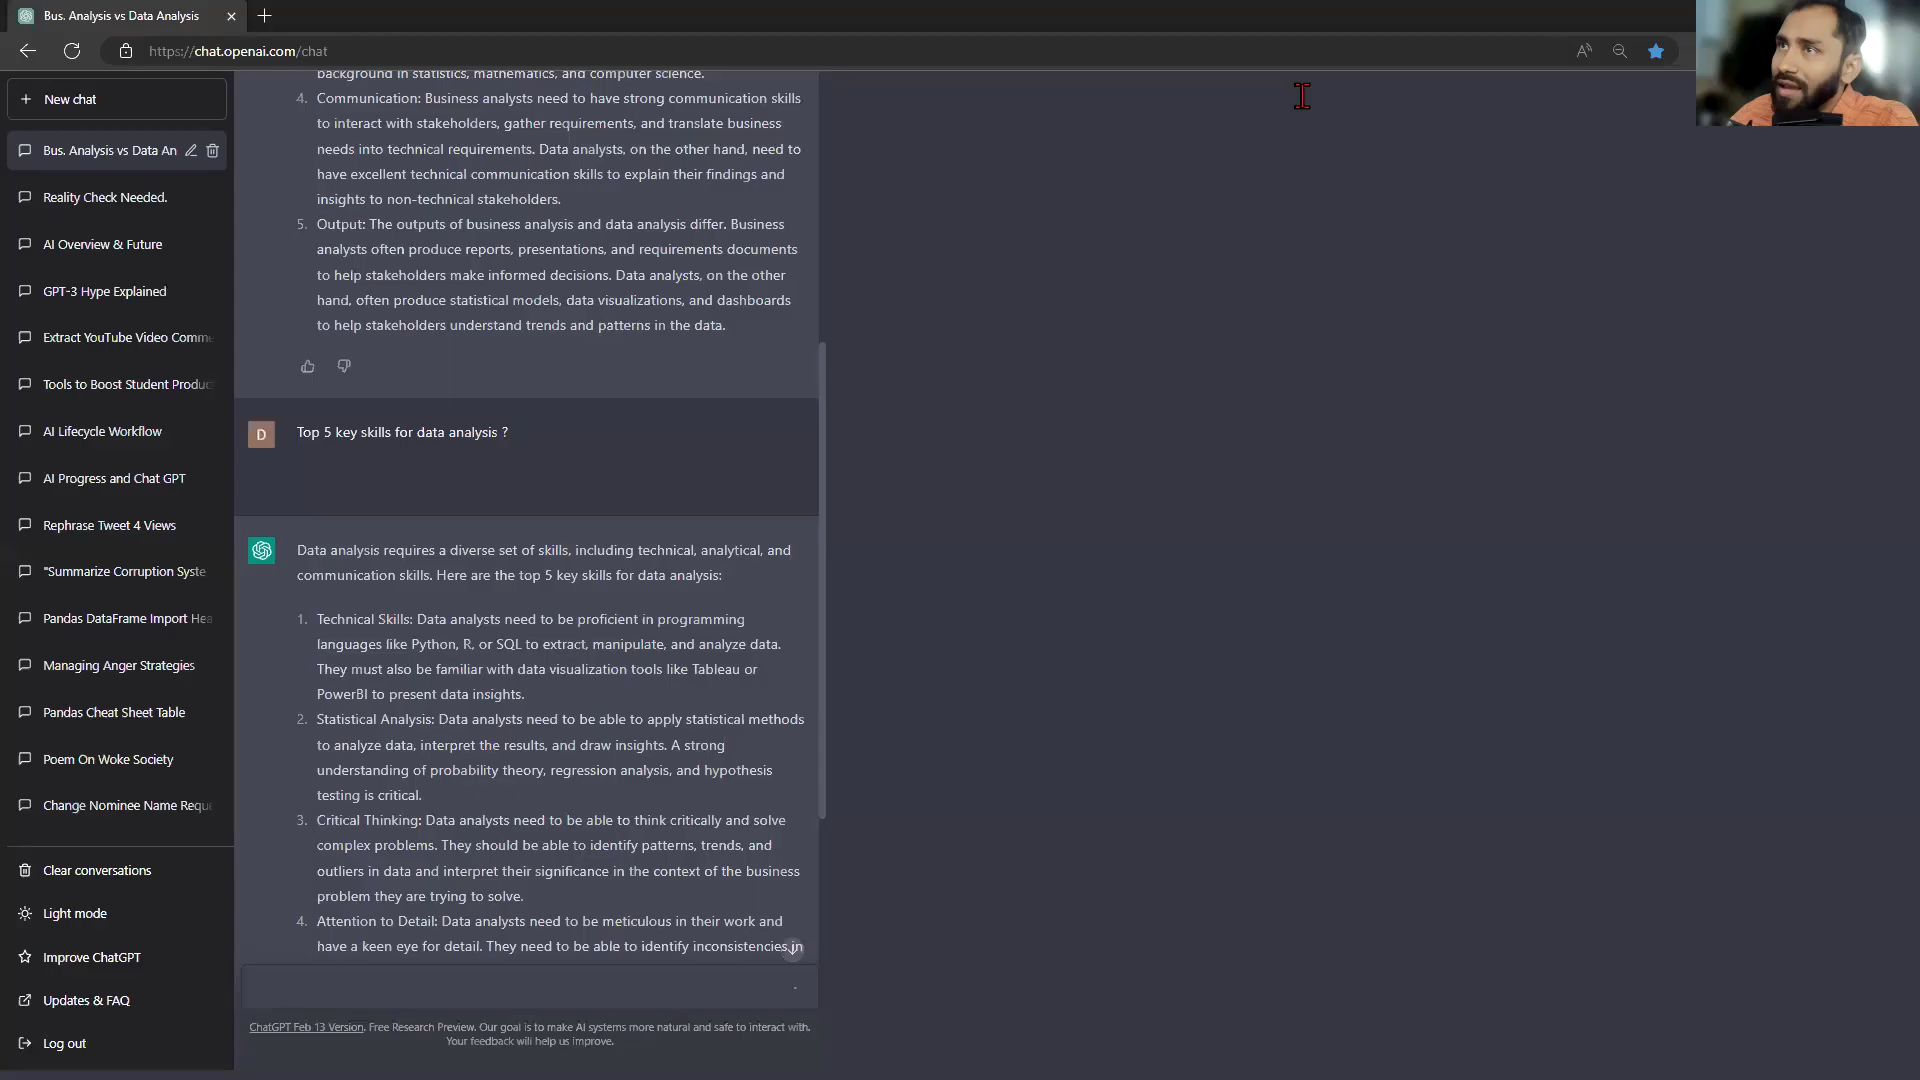 Bus. Analysis vs Data Analysis
https://chat.openai.com/chat
New chat
Bus. Analysis vs Data An
Reality Check Needed.
AI Overview & Future
GPT-3 Hype Explained
Extract YouTube Video Comme
Tools to Boost Student Produc
AI Lifecycle Workflow
AI Progress and Chat GPT
Rephrase Tweet 4 Views
"Summarize Corruption Syste
Pandas DataFrame Import Hea
Managing Anger Strategies
Pandas Cheat Sheet Table
Poem On Woke Society
Change Nominee Name Reque
Clear conversations
Light mode
Improve ChatGPT
Updates & FAQ
Log out
background in statistics, mathematics, and computer science.
4. Communication: Business analysts need to have strong communication skills
to interact with stakeholders, gather requirements, and translate business
needs into technical requirements. Data analysts, on the other hand, need to
have excellent technical communication skills to explain their findings and
insights to non-technical stakeholders.
5. Output: The outputs of business analysis and data analysis differ. Business
analysts often produce reports, presentations, and requirements documents
to help stakeholders make informed decisions. Data analysts, on the other
hand, often produce statistical models, data visualizations, and dashboards
to help stakeholders understand trends and patterns in the data.
D
Top 5 key skills for data analysis ?
Data analysis requires a diverse set of skills, including technical, analytical, and
communication skills. Here are the top 5 key skills for data analysis:
1. Technical Skills: Data analysts need to be proficient in programming
languages like Python, R, or SQL to extract, manipulate, and analyze data.
They must also be familiar with data visualization tools like Tableau or
PowerBI to present data insights.
2. Statistical Analysis: Data analysts need to be able to apply statistical methods
to analyze data, interpret the results, and draw insights. A strong
understanding of probability theory, regression analysis, and hypothesis
testing is critical.
3. Critical Thinking: Data analysts need to be able to think critically and solve
complex problems. They should be able to identify patterns, trends, and
outliers in data and interpret their significance in the context of the business
problem they are trying to solve.
4. Attention to Detail: Data analysts need to be meticulous in their work and
have a keen eye for detail. They need to be able to identify inconsistencies in
ChatGPT Feb 13 Version. Free Research Preview. Our goal is to make AI systems more natural and safe to interact with.
Your feedback will help us improve.